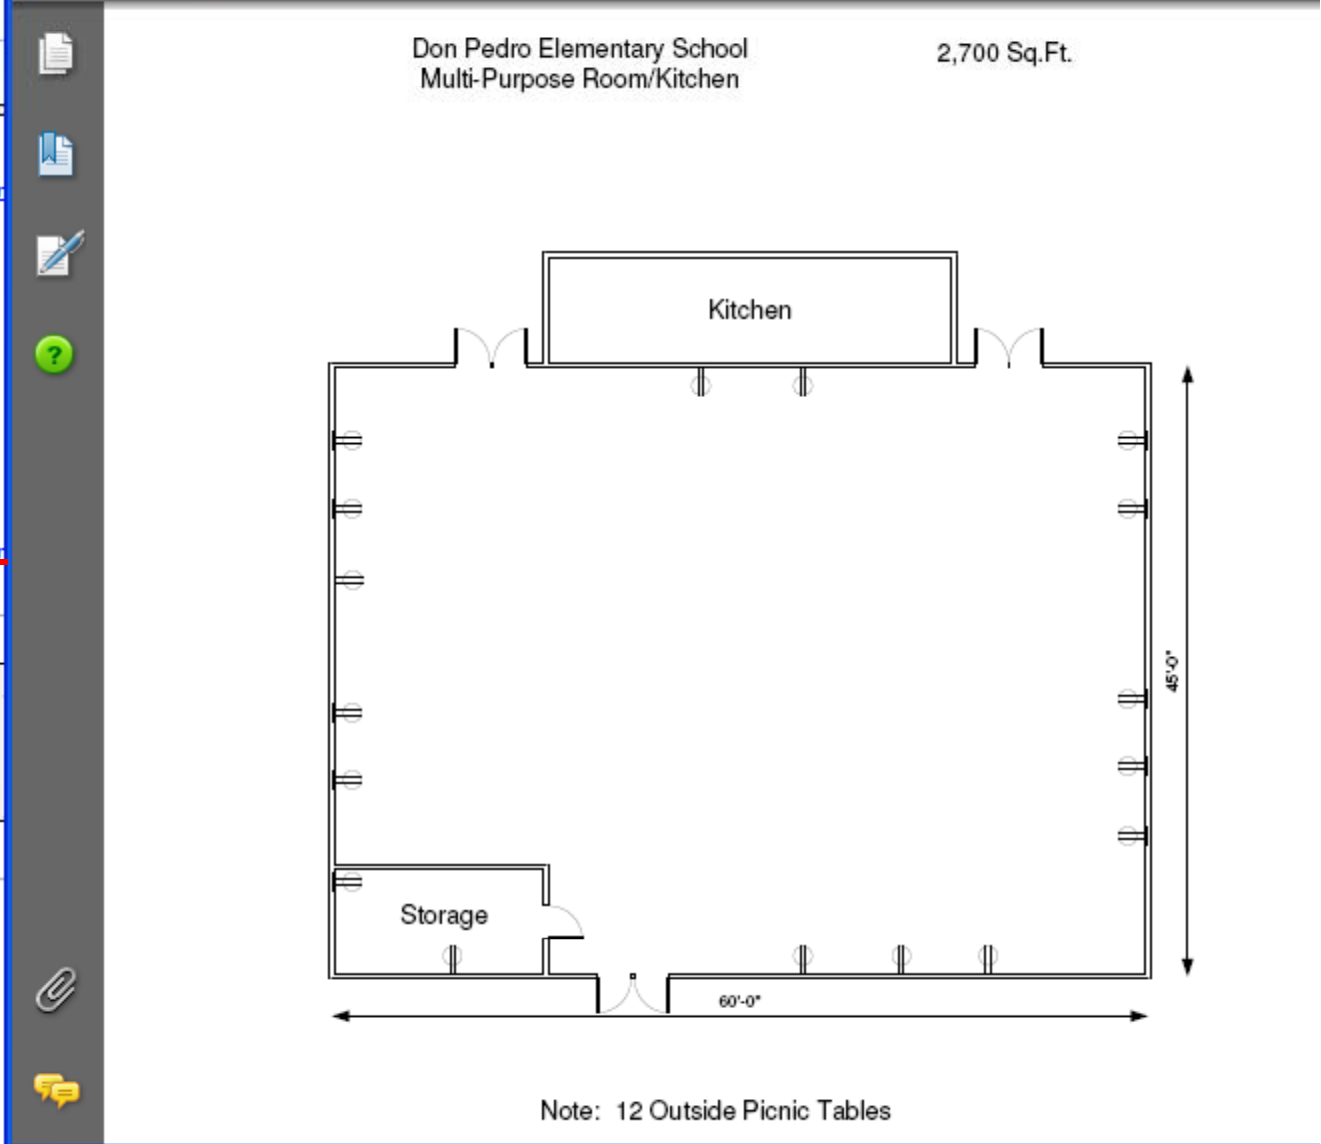 Don Pedro Elementary School
Multi-Purpose Room/Kitchen
2,700 Sq.Ft.
Kitchen
45'-0"
Storage
60'-0"
Note: 12 Outside Picnic Tables